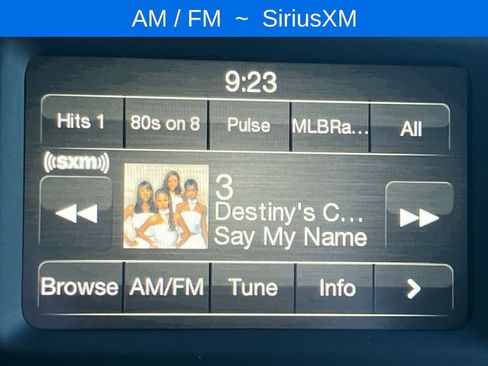 AM / FM ~ SiriusXM
9:23
Hits 1 80s on 8 Pulse MLBRa... All
((sxm))
3
Destiny's C...
Say My Name
Browse AM/FM Tune Info